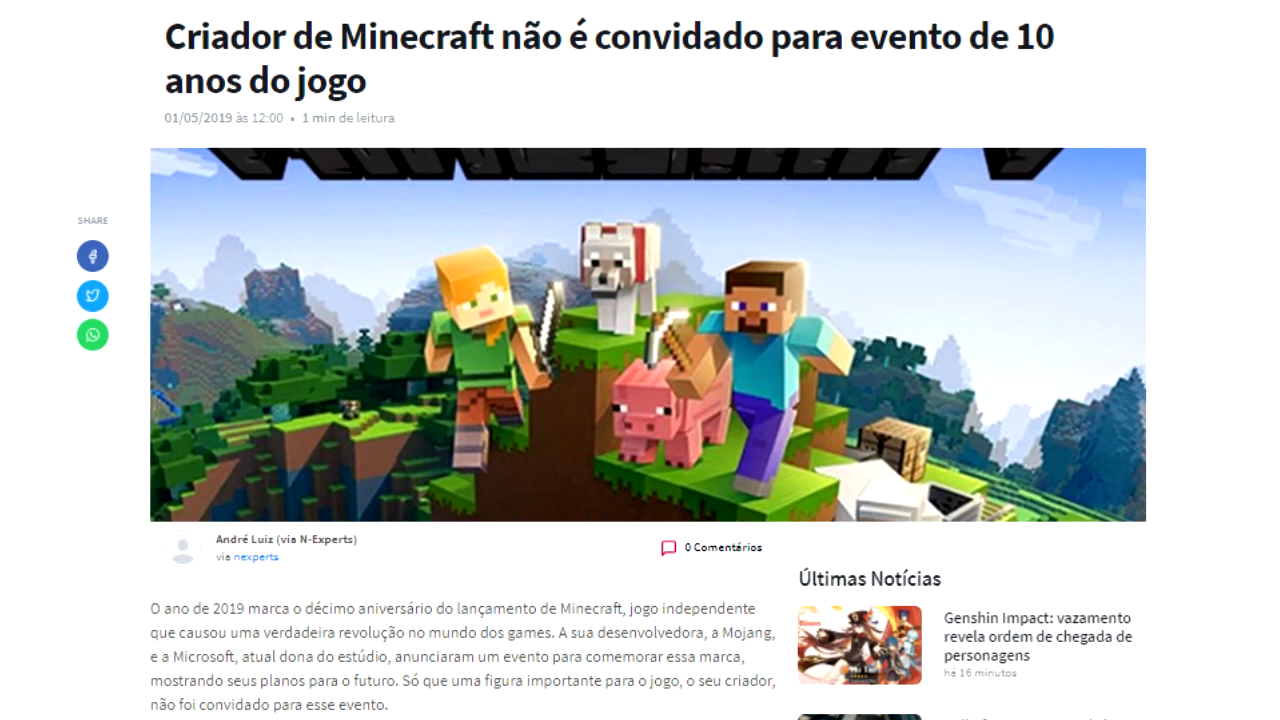 Criador de Minecraft não é convidado para evento de 10
anos do jogo
01/05/2019 às 12:00 • 1 min de leitura
SHARE
André Luiz (via N-Experts)
via nexperts
0 Comentários
O ano de 2019 marca o décimo aniversário do lançamento de Minecraft, jogo independente
que causou uma verdadeira revolução no mundo dos games. A sua desenvolvedora, a Mojang,
e a Microsoft, atual dona do estúdio, anunciaram um evento para comemorar essa marca,
mostrando seus planos para o futuro. Só que uma figura importante para o jogo, o seu criador,
não foi convidado para esse evento.
Últimas Notícias
Genshin Impact: vazamento
revela ordem de chegada de
personagens
há 16 minutos